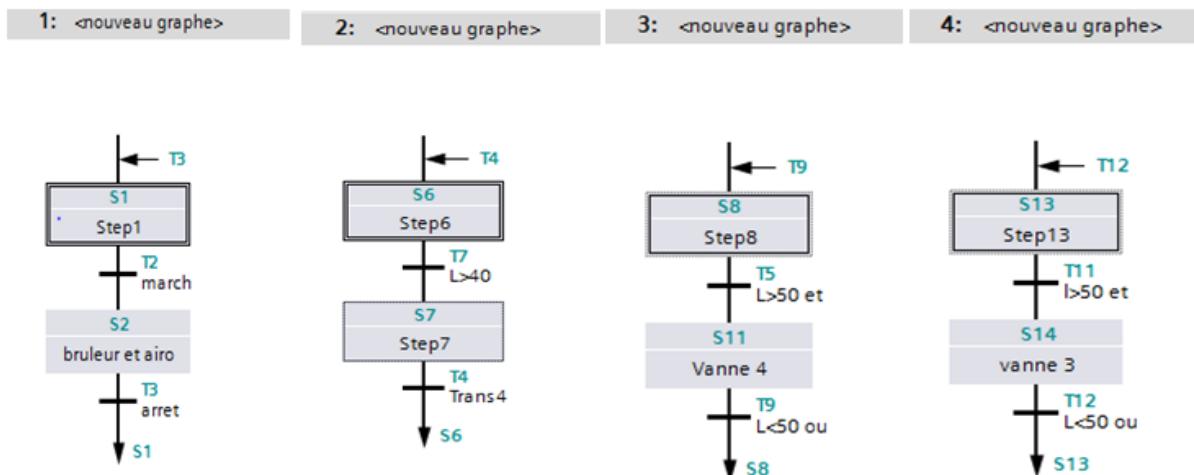 1: <nouveau graphe>
T3
S1
Step1
T2
march
S2
bruleur et airo
T3
arret
S1
2: <nouveau graphe>
T4
S6
Step6
T7
L>40
S7
Step7
T4
Trans4
S6
3: <nouveau graphe>
T9
S8
Step8
T5
L>50 et
S11
Vanne 4
T9
L<50 ou
S8
4: <nouveau graphe>
T12
S13
Step13
T11
l>50 et
S14
vanne 3
T12
L<50 ou
S13